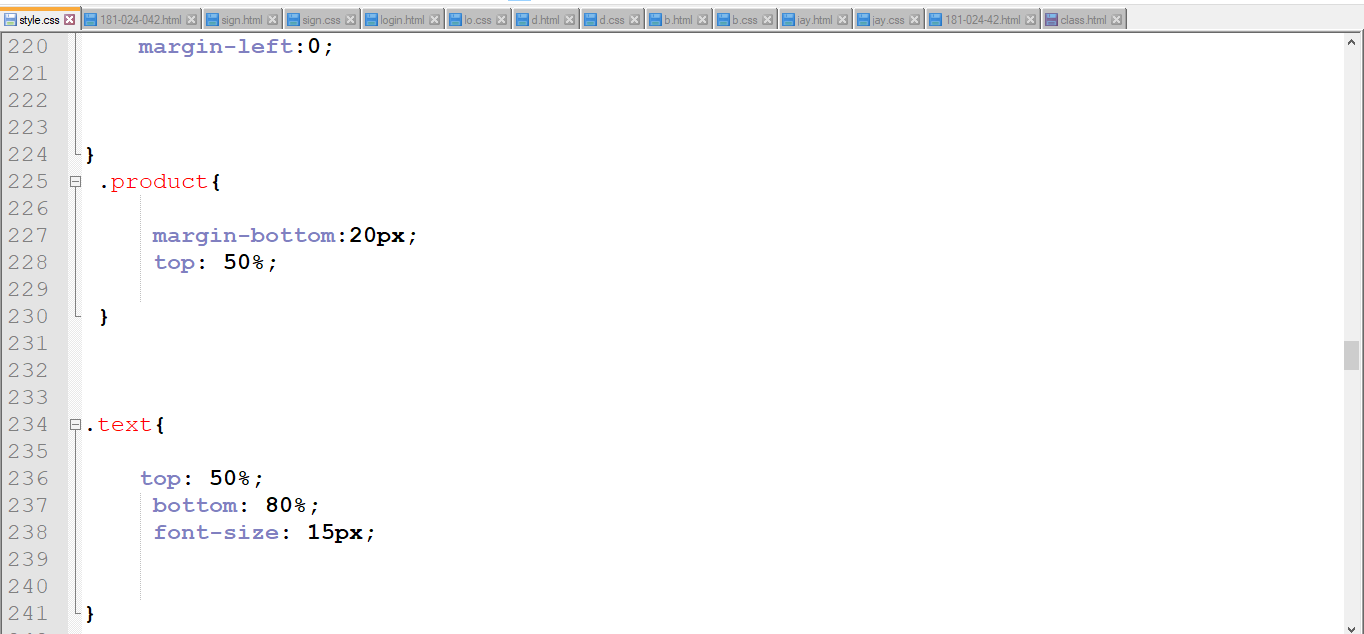 style.css 181-024-042.html sign.html sign.css login.html lo.css d.html d.css b.html b.css jay.html jay.css 181-024-42.html class.html
220 margin-left:0;
221
222
223
224 }
225 .product{
226
227 margin-bottom:20px;
228 top: 50%;
229
230 }
231
232
233
234 .text{
235
236 top: 50%;
237 bottom: 80%;
238 font-size: 15px;
239
240
241 }